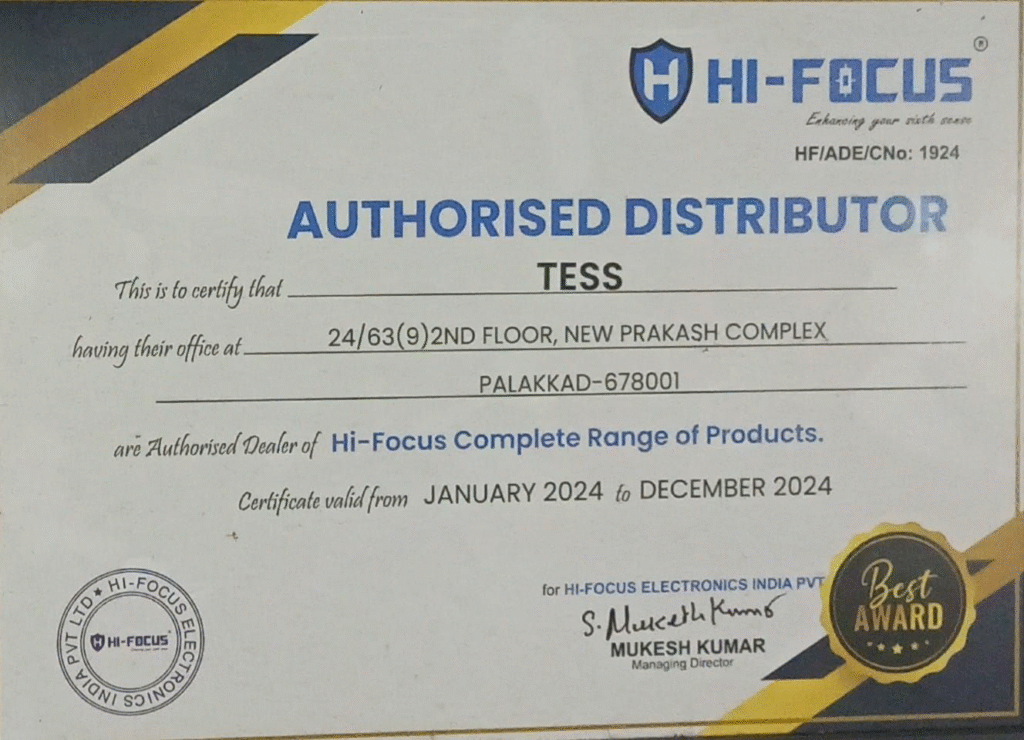 HI-FOCUS ®
Enhancing your sixth sense
HF/ADE/CNo: 1924
AUTHORISED DISTRIBUTOR
This is to certify that TESS
having their office at 24/63(9)2ND FLOOR, NEW PRAKASH COMPLEX
PALAKKAD-678001
are Authorised Dealer of Hi-Focus Complete Range of Products.
Certificate valid from JANUARY 2024 to DECEMBER 2024
for HI-FOCUS ELECTRONICS INDIA PVT
S. Mukesh Kumar
MUKESH KUMAR
Managing Director
Best
AWARD
HI-FOCUS ELECTRONICS INDIA PVT LTD ★
HI-FOCUS